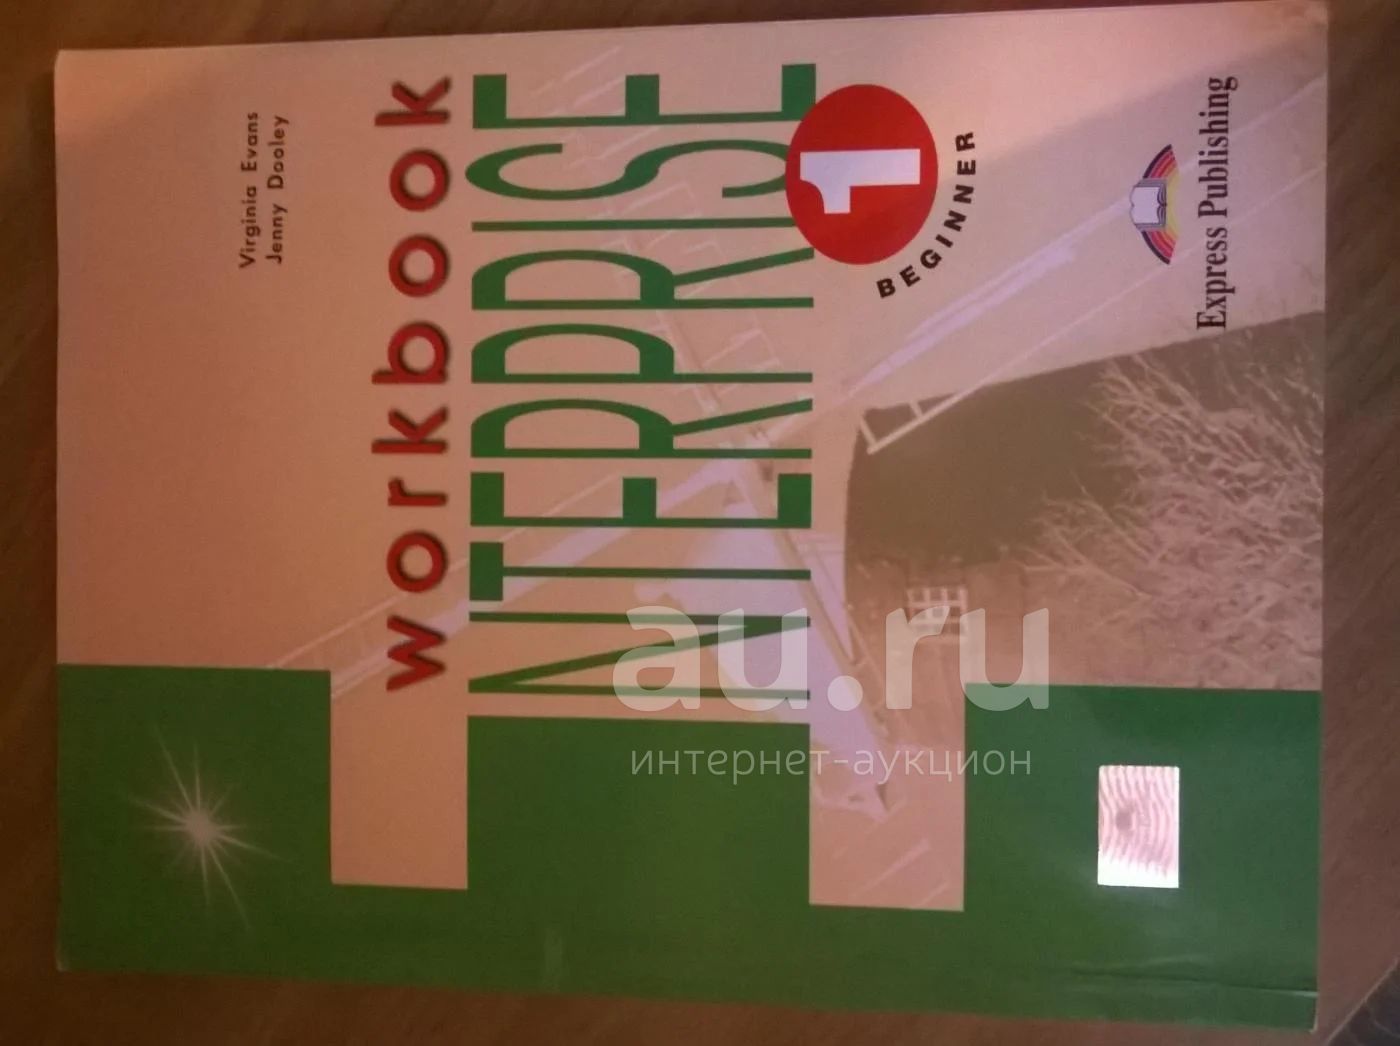 Virginia Evans
Jenny Dooley
workbook
ENTERPRISE
1
BEGINNER
Express Publishing
au.ru
интернет-аукцион